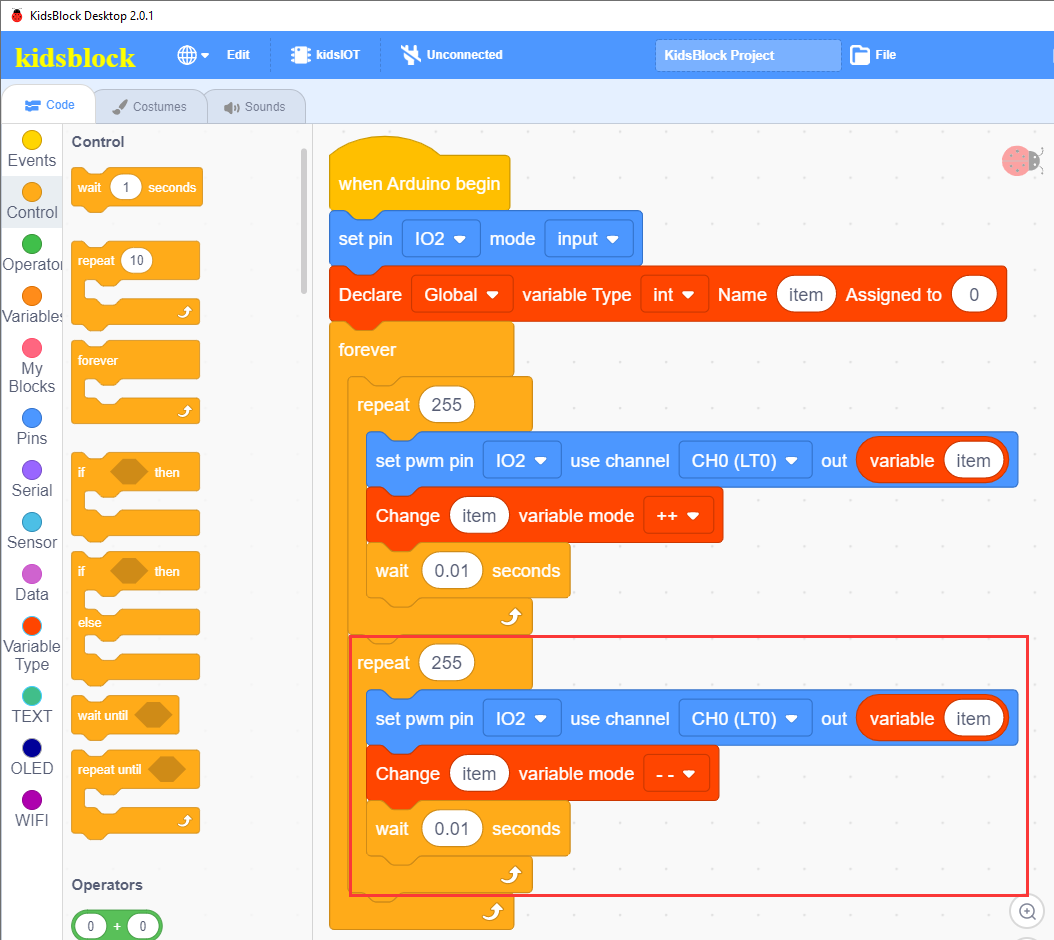 KidsBlock Desktop 2.0.1
kidsblock
Edit
kidsIOT
Unconnected
KidsBlock Project
File
Code
Costumes
Sounds
Events
Control
Operator
Variables
My
Blocks
Pins
Serial
Sensor
Data
Variable
Type
TEXT
OLED
WIFI
Control
wait 1 seconds
repeat 10
forever
if then
if then
else
wait until
repeat until
Operators
0 + 0
when Arduino begin
set pin IO2 mode input
Declare Global variable Type int Name item Assigned to 0
forever
repeat 255
set pwm pin IO2 use channel CH0 (LT0) out variable item
Change item variable mode ++
wait 0.01 seconds
repeat 255
set pwm pin IO2 use channel CH0 (LT0) out variable item
Change item variable mode - -
wait 0.01 seconds